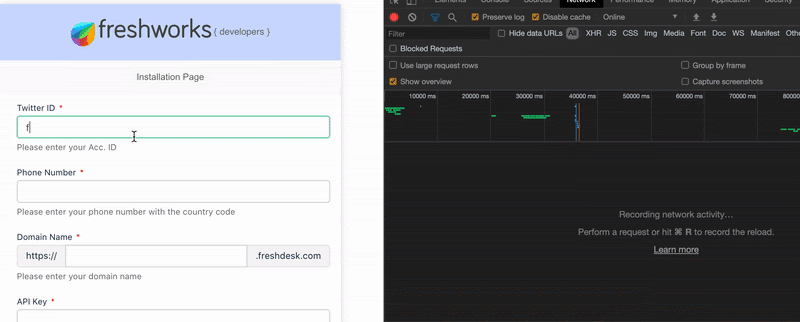 freshworks { developers }
Installation Page
Twitter ID *
f
Please enter your Acc. ID
Phone Number *
Please enter your phone number with the country code
Domain Name *
https://
.freshdesk.com
Please enter your domain name
API Key *
Elements Console Sources Network Performance Memory Application Security
Preserve log Disable cache Online
Filter Hide data URLs All XHR JS CSS Img Media Font Doc WS Manifest Othe
Blocked Requests
Use large request rows Group by frame
Show overview Capture screenshots
10000 ms 20000 ms 30000 ms 40000 ms 50000 ms 60000 ms 70000 ms 80000
Recording network activity…
Perform a request or hit ⌘ R to record the reload.
Learn more